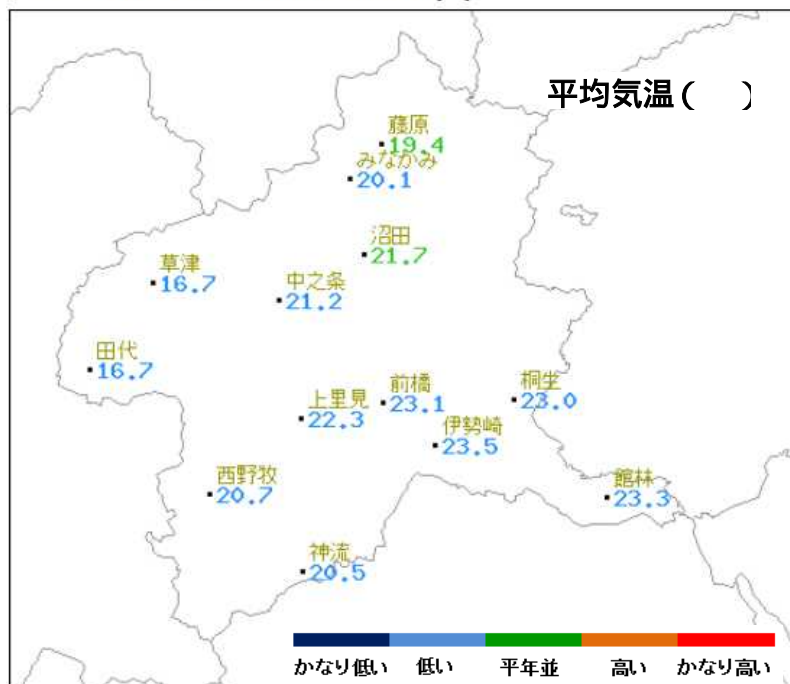 平均気温(　)
藤原
19.4
みなかみ
20.1
沼田
21.7
草津
16.7
中之条
21.2
田代
16.7
前橋
23.1
桐生
23.0
上里見
22.3
伊勢崎
23.5
西野牧
20.7
館林
23.3
神流
20.5
かなり低い 低い 平年並 高い かなり高い